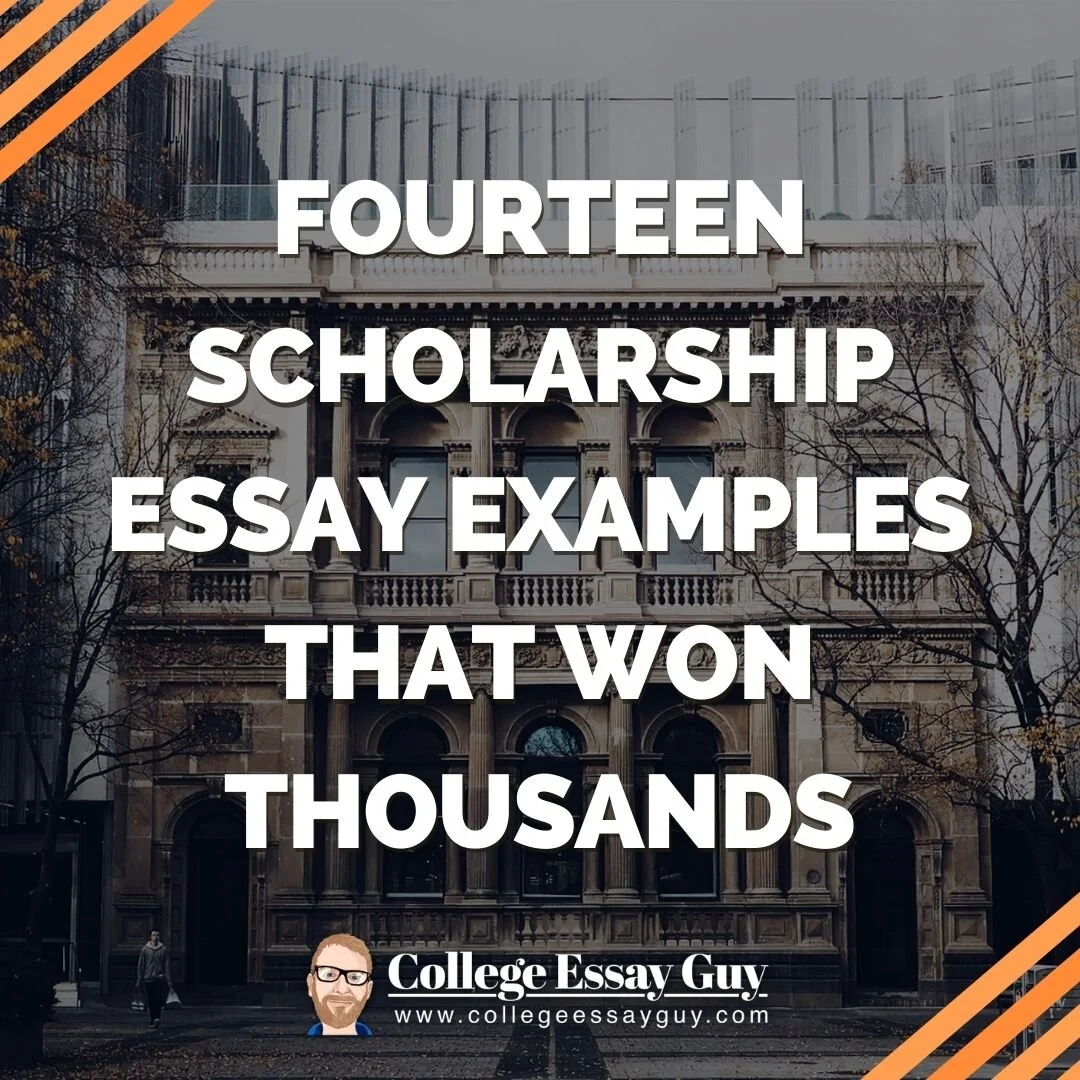 FOURTEEN
SCHOLARSHIP
ESSAY EXAMPLES
THAT WON
THOUSANDS
College Essay Guy
www.collegeessayguy.com